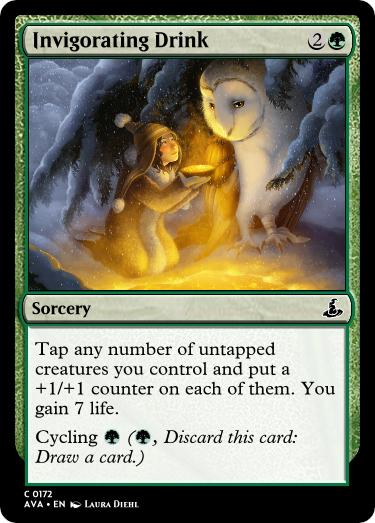 Invigorating Drink 2
Sorcery
Tap any number of untapped
creatures you control and put a
+1/+1 counter on each of them. You
gain 7 life.
Cycling (, Discard this card:
Draw a card.)
C 0172
AVA • EN Laura Diehl